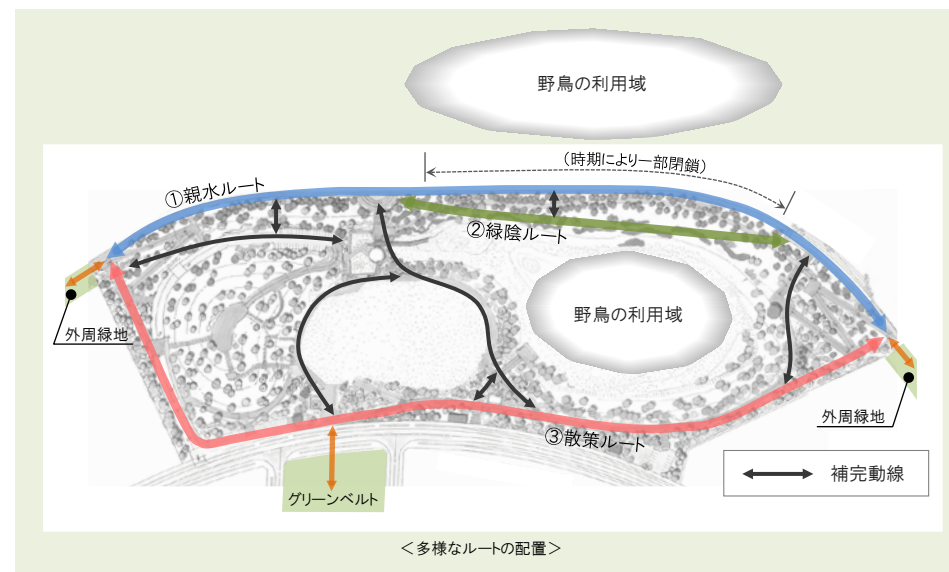 野鳥の利用域
（時期により一部閉鎖）
①親水ルート
②緑陰ルート
野鳥の利用域
外周緑地
外周緑地
③散策ルート
補完動線
グリーンベルト
＜多様なルートの配置＞